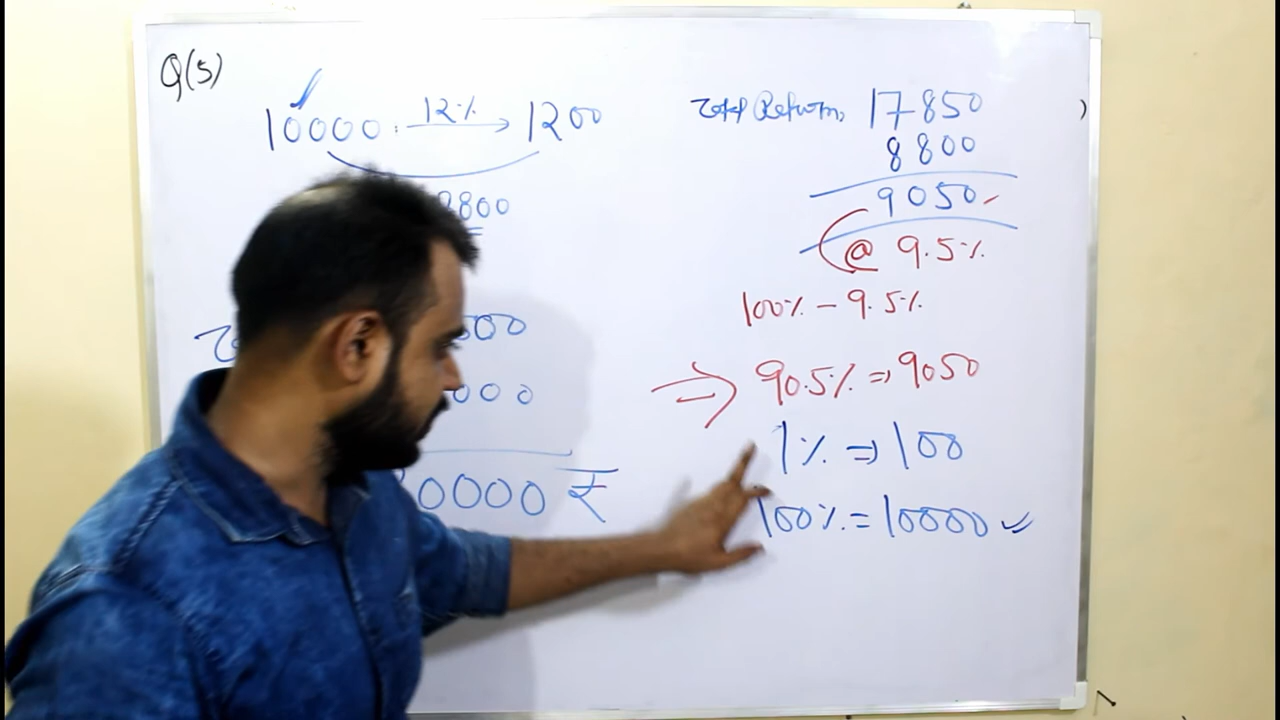 Q(5)
10000 : 12% → 1200
8800
000
000
0000 ₹
Total Return, 17850
8800
9050
@ 9.5%
100% - 9.5%
⇒ 90.5% ⇒ 9050
1% ⇒ 100
100% = 10000